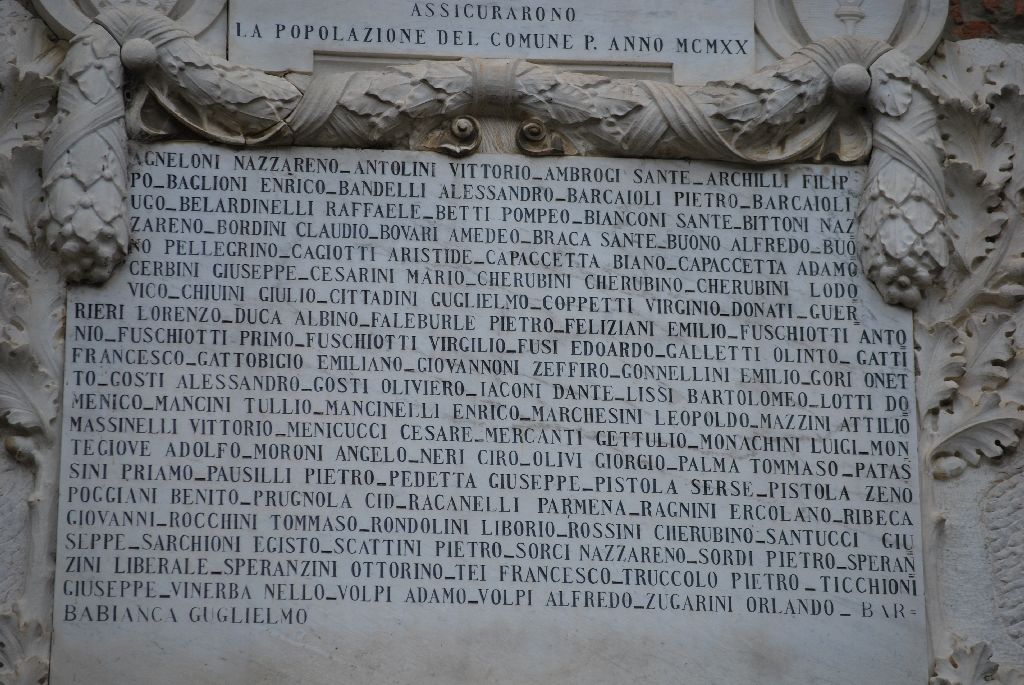 ASSICURARONO
LA POPOLAZIONE DEL COMUNE P. ANNO MCMXX
AGNELONI NAZZARENO_ANTOLINI VITTORIO_AMBROGI SANTE_ARCHILLI FILIP
PO_BAGLIONI ENRICO_BANDELLI ALESSANDRO_BARCAIOLI PIETRO_BARCAIOLI
UGO_BELARDINELLI RAFFAELE_BETTI POMPEO_BIANCONI SANTE_BITTONI NAZ
ZARENO_BORDINI CLAUDIO_BOVARI AMEDEO_BRACA SANTE_BUONO ALFREDO_BUO
NO PELLEGRINO_CAGIOTTI ARISTIDE_CAPACCETTA BIANO_CAPACCETTA ADAMO
CERBINI GIUSEPPE_CESARINI MARIO_CHERUBINI CHERUBINO_CHERUBINI LODO
VICO_CHIUINI GIULIO_CITTADINI GUGLIELMO_COPPETTI VIRGINIO_DONATI_GUER
RIERI LORENZO_DUCA ALBINO_FALEBURLE PIETRO_FELIZIANI EMILIO_FUSCHIOTTI ANTO
NIO_FUSCHIOTTI PRIMO_FUSCHIOTTI VIRGILIO_FUSI EDOARDO_GALLETTI OLINTO_GATTI
FRANCESCO_GATTOBIGIO EMILIANO_GIOVANNONI ZEFFIRO_GONNELLINI EMILIO_GORI ONET
TO_GOSTI ALESSANDRO_GOSTI OLIVIERO_IACONI DANTE_LISSI BARTOLOMEO_LOTTI DO
MENICO_MANCINI TULLIO_MANCINELLI ENRICO_MARCHESINI LEOPOLDO_MAZZINI ATTILIO
MASSINELLI VITTORIO_MENICUCCI CESARE_MERCANTI GETTULIO_MONACHINI LUIGI_MON
TEGIOVE ADOLFO_MORONI ANGELO_NERI CIRO_OLIVI GIORGIO_PALMA TOMMASO_PATAS
SINI PRIAMO_PAUSILLI PIETRO_PEDETTA GIUSEPPE_PISTOLA SERSE_PISTOLA ZENO
POGGIANI BENITO_PRUGNOLA CID_RACANELLI PARMENA_RAGNINI ERCOLANO_RIBECA
GIOVANNI_ROCCHINI TOMMASO_RONDOLINI LIBORIO_ROSSINI CHERUBINO_SANTUCCI GIU
SEPPE_SARCHIONI EGISTO_SCATTINI PIETRO_SORCI NAZZARENO_SORDI PIETRO_SPERAN
ZINI LIBERALE_SPERANZINI OTTORINO_TEI FRANCESCO_TRUCCOLO PIETRO_TICCHIONI
GIUSEPPE_VINERBA NELLO_VOLPI ADAMO_VOLPI ALFREDO_ZUGARINI ORLANDO_BAR=
BABIANCA GUGLIELMO